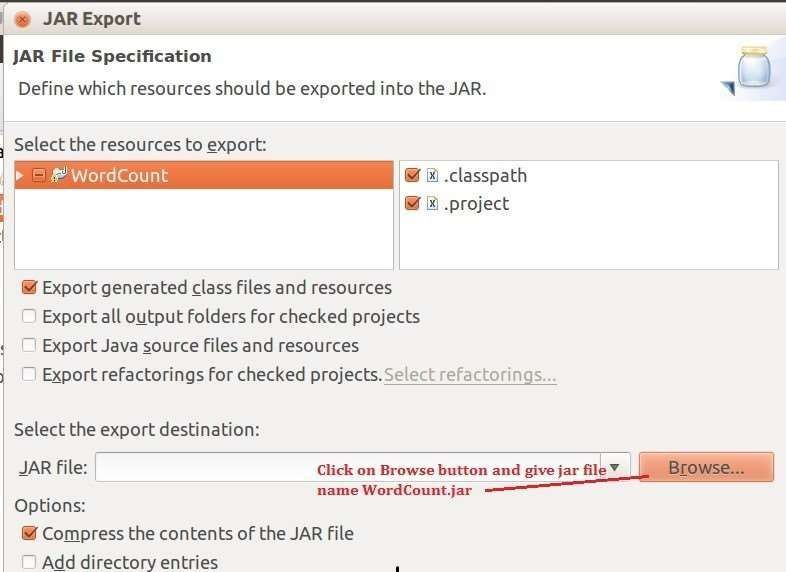 JAR Export
JAR File Specification
Define which resources should be exported into the JAR.
Select the resources to export:
WordCount
.classpath
.project
Export generated class files and resources
Export all output folders for checked projects
Export Java source files and resources
Export refactorings for checked projects. Select refactorings...
Select the export destination:
JAR file:
Click on Browse button and give jar file
name WordCount.jar
Browse...
Options:
Compress the contents of the JAR file
Add directory entries